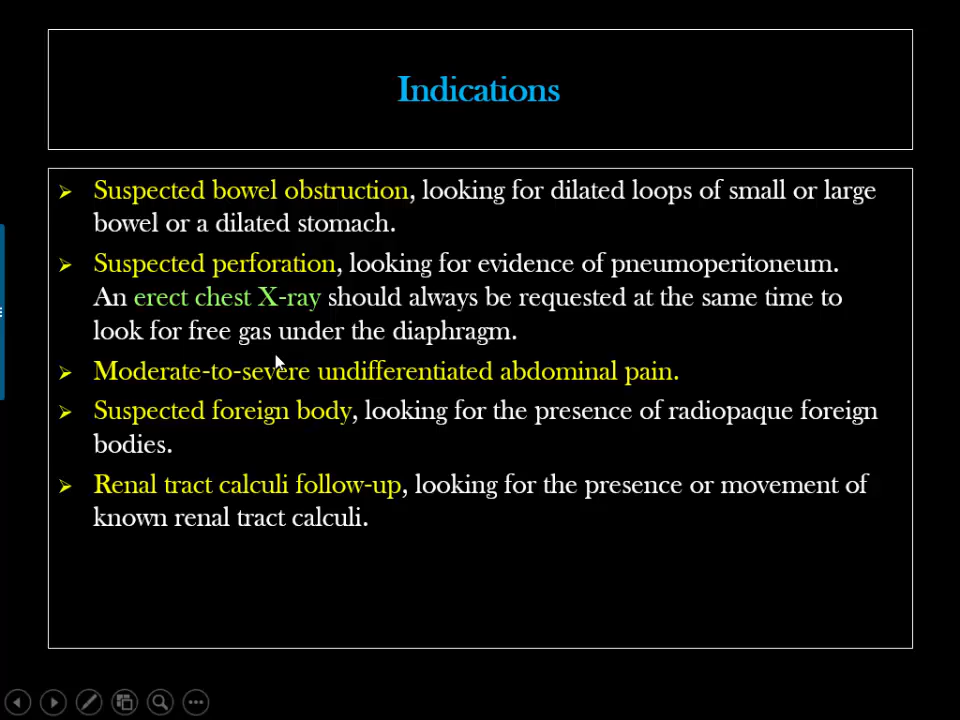 Indications
Suspected bowel obstruction, looking for dilated loops of small or large
bowel or a dilated stomach.
Suspected perforation, looking for evidence of pneumoperitoneum.
An erect chest X-ray should always be requested at the same time to
look for free gas under the diaphragm.
Moderate-to-severe undifferentiated abdominal pain.
Suspected foreign body, looking for the presence of radiopaque foreign
bodies.
Renal tract calculi follow-up, looking for the presence or movement of
known renal tract calculi.